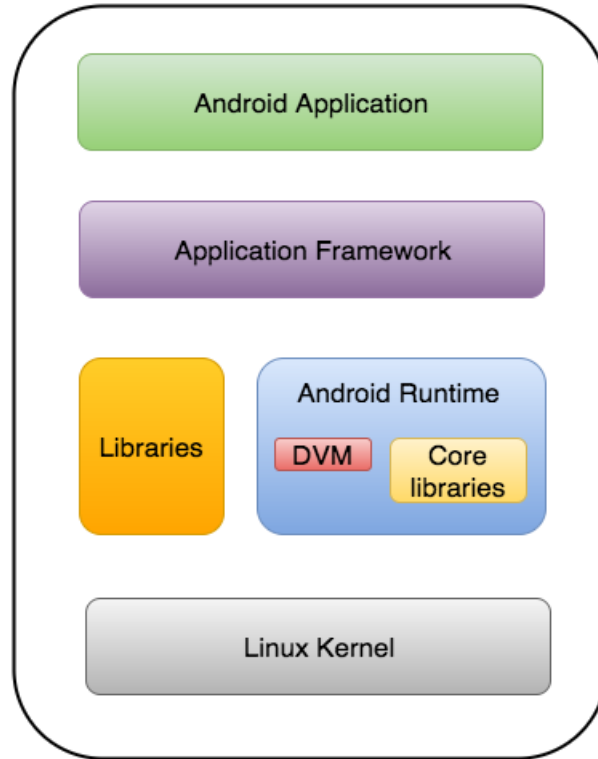 Android Application
Application Framework
Libraries
Android Runtime
DVM
Core
libraries
Linux Kernel